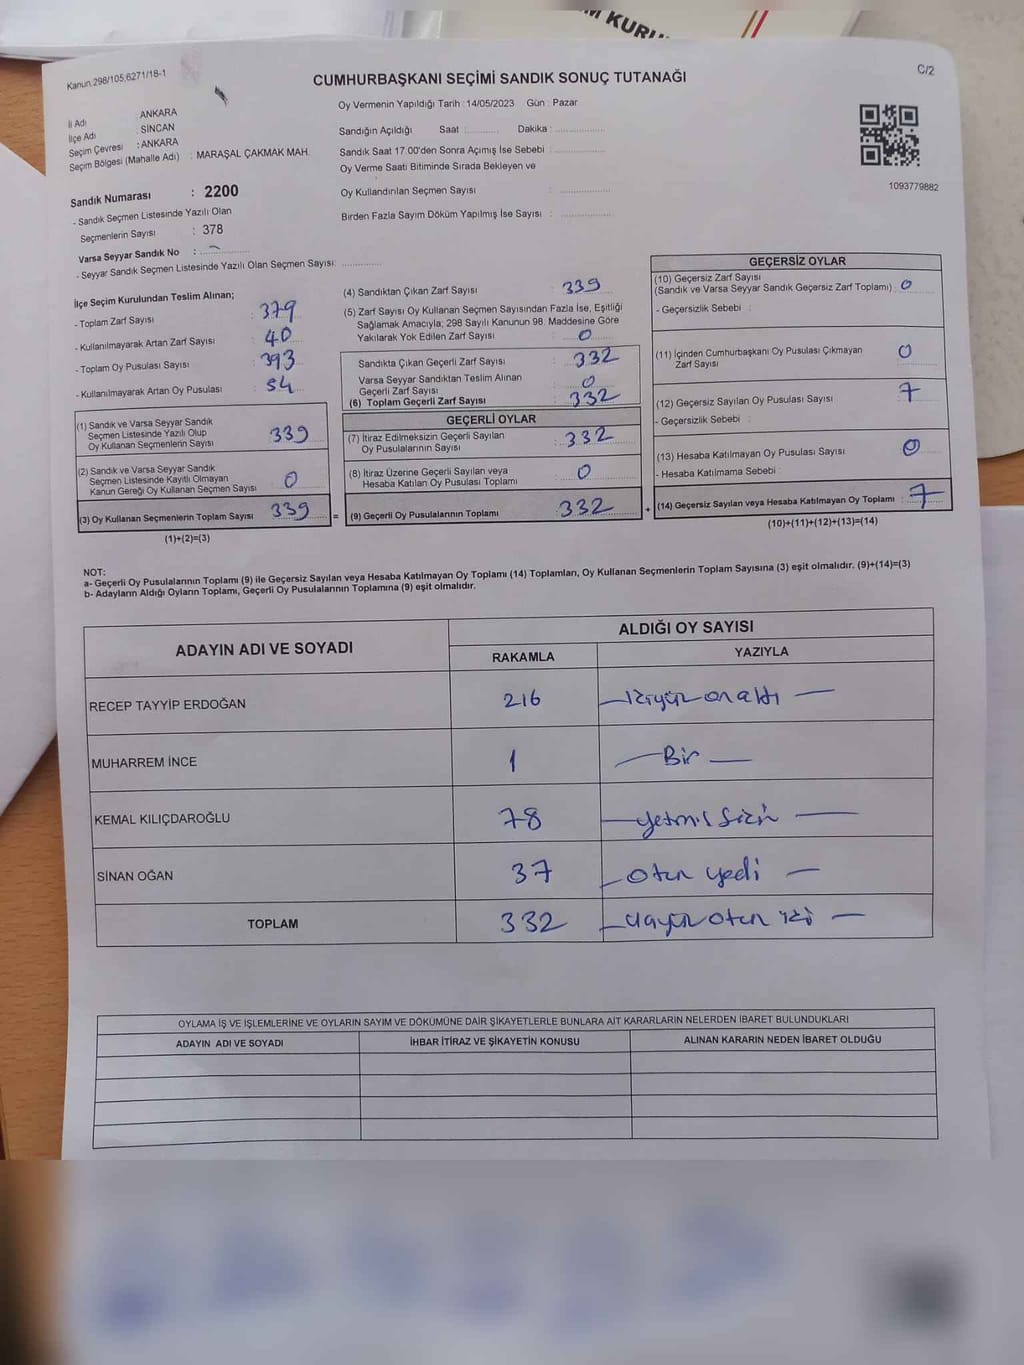 M KURU
Kanun:298/105;6271/18-1
CUMHURBAŞKANI SEÇİMİ SANDIK SONUÇ TUTANAĞI
C/2
Oy Vermenin Yapıldığı Tarih : 14/05/2023 Gün : Pazar
İl Adı : ANKARA
İlçe Adı : SİNCAN
Seçim Çevresi : ANKARA
Seçim Bölgesi (Mahalle Adı) : MARAŞAL ÇAKMAK MAH.
Sandık Numarası : 2200
- Sandık Seçmen Listesinde Yazılı Olan
Seçmenlerin Sayısı : 378
Varsa Seyyar Sandık No :
- Seyyar Sandık Seçmen Listesinde Yazılı Olan Seçmen Sayısı:
Sandığın Açıldığı Saat : Dakika :
Sandık Saat 17.00'den Sonra Açımış İse Sebebi :
Oy Verme Saati Bitiminde Sırada Bekleyen ve
Oy Kullandırılan Seçmen Sayısı :
Birden Fazla Sayım Döküm Yapılmış İse Sayısı :
1093779882
İlçe Seçim Kurulundan Teslim Alınan;
- Toplam Zarf Sayısı : 379
- Kullanılmayarak Artan Zarf Sayısı : 40
- Toplam Oy Pusulası Sayısı : 393
- Kullanılmayarak Artan Oy Pusulası : 54
(1) Sandık ve Varsa Seyyar Sandık
Seçmen Listesinde Yazılı Olup
Oy Kullanan Seçmenlerin Sayısı 339
(2) Sandık ve Varsa Seyyar Sandık
Seçmen Listesinde Kayıtlı Olmayan
Kanun Gereği Oy Kullanan Seçmen Sayısı 0
(3) Oy Kullanan Seçmenlerin Toplam Sayısı 339 =
(1)+(2)=(3)
(4) Sandıktan Çıkan Zarf Sayısı : 339
(5) Zarf Sayısı Oy Kullanan Seçmen Sayısından Fazla İse, Eşitliği
Sağlamak Amacıyla; 298 Sayılı Kanunun 98. Maddesine Göre
Yakılarak Yok Edilen Zarf Sayısı : 0
Sandıkta Çıkan Geçerli Zarf Sayısı : 332
Varsa Seyyar Sandıktan Teslim Alınan
Geçerli Zarf Sayısı : 0
(6) Toplam Geçerli Zarf Sayısı : 332
GEÇERLİ OYLAR
(7) İtiraz Edilmeksizin Geçerli Sayılan
Oy Pusulalarının Sayısı : 332
(8) İtiraz Üzerine Geçerli Sayılan veya
Hesaba Katılan Oy Pusulası Toplamı : 0
(9) Geçerli Oy Pusulalarının Toplamı : 332 +
GEÇERSİZ OYLAR
(10) Geçersiz Zarf Sayısı
(Sandık ve Varsa Seyyar Sandık Geçersiz Zarf Toplamı) : 0
- Geçersizlik Sebebi :
(11) İçinden Cumhurbaşkanı Oy Pusulası Çıkmayan
Zarf Sayısı : 0
(12) Geçersiz Sayılan Oy Pusulası Sayısı : 7
- Geçersizlik Sebebi :
(13) Hesaba Katılmayan Oy Pusulası Sayısı : 0
- Hesaba Katılmama Sebebi :
(14) Geçersiz Sayılan veya Hesaba Katılmayan Oy Toplamı : 7
(10)+(11)+(12)+(13)=(14)
NOT:
a- Geçerli Oy Pusulalarının Toplamı (9) ile Geçersiz Sayılan veya Hesaba Katılmayan Oy Toplamı (14) Toplamları, Oy Kullanan Seçmenlerin Toplam Sayısına (3) eşit olmalıdır. (9)+(14)=(3)
b- Adayların Aldığı Oyların Toplamı, Geçerli Oy Pusulalarının Toplamına (9) eşit olmalıdır.
ADAYIN ADI VE SOYADI
ALDIĞI OY SAYISI
RAKAMLA YAZIYLA
RECEP TAYYİP ERDOĞAN 216 ikiyüz on altı
MUHARREM İNCE 1 Bir
KEMAL KILIÇDAROĞLU 78 yetmiş sekiz
SİNAN OĞAN 37 otuz yedi
TOPLAM 332 üçyüz otuz iki
OYLAMA İŞ VE İŞLEMLERİNE VE OYLARIN SAYIM VE DÖKÜMÜNE DAİR ŞİKAYETLERLE BUNLARA AİT KARARLARIN NELERDEN İBARET BULUNDUKLARI
ADAYIN ADI VE SOYADI İHBAR İTİRAZ VE ŞİKAYETİN KONUSU ALINAN KARARIN NEDEN İBARET OLDUĞU